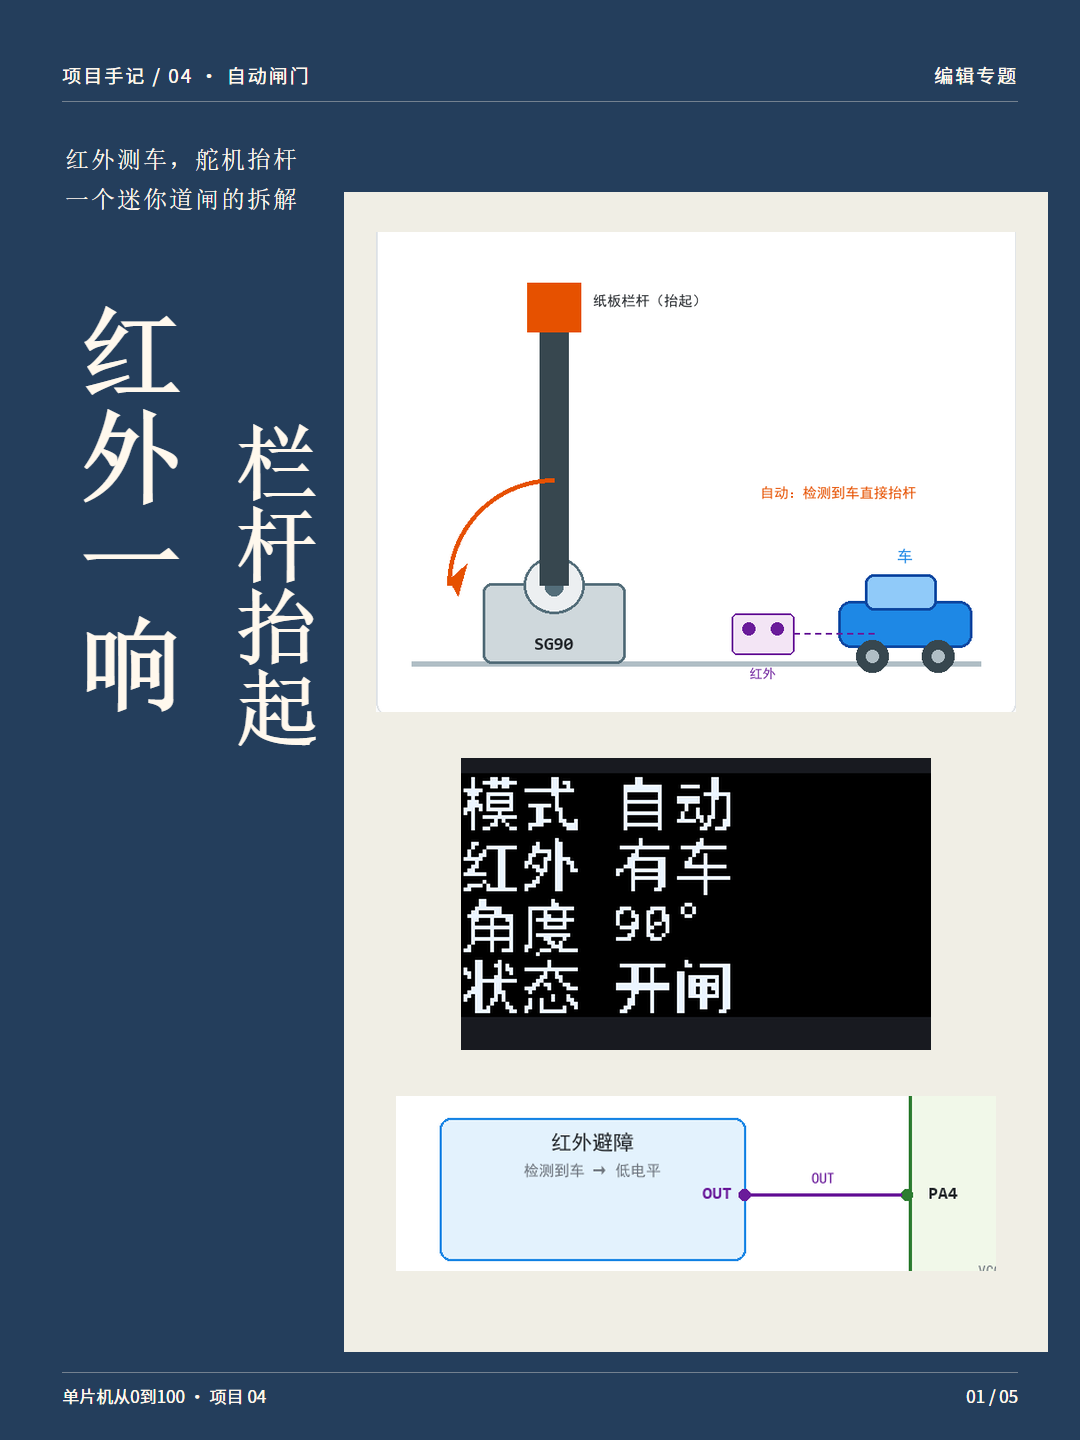 项目手记 / 04 · 自动闸门
编辑专题
红外测车，舵机抬杆
一个迷你道闸的拆解
红外一响
栏杆抬起
纸板栏杆（抬起）
自动：检测到车直接抬杆
车
SG90
红外
模式 自动
红外 有车
角度 90°
状态 开闸
红外避障
检测到车 → 低电平
OUT
OUT
PA4
单片机从0到100 · 项目 04
01 / 05